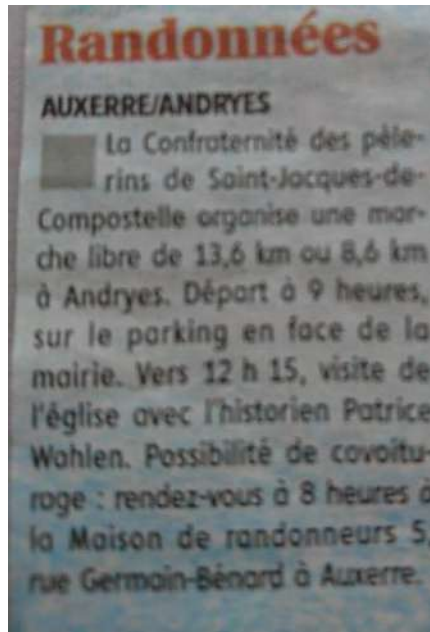 Randonnées
AUXERRE/ANDRYES
La Confraternité des pèle-
rins de Saint-Jacques-de-
Compostelle organise une mar-
che libre de 13,6 km ou 8,6 km
à Andryes. Départ à 9 heures,
sur le parking en face de la
mairie. Vers 12 h 15, visite de
l'église avec l'historien Patrice
Wahlen. Possibilité de covoitu-
rage : rendez-vous à 8 heures à
la Maison de randonneurs 5,
rue Germain-Bénard à Auxerre.